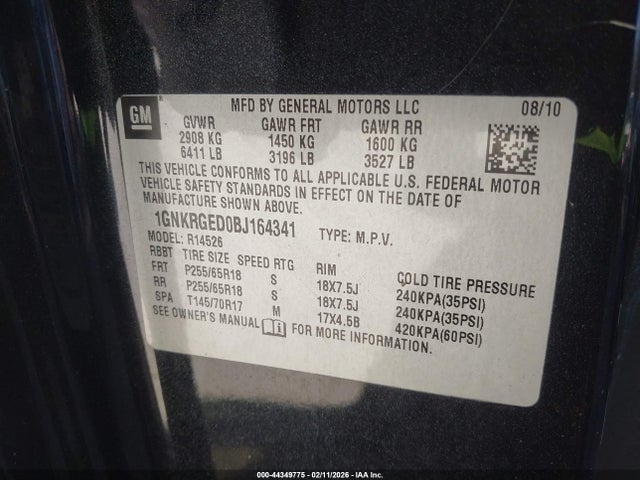 GM
MFD BY GENERAL MOTORS LLC 08/10
GVWR GAWR FRT GAWR RR
2908 KG 1450 KG 1600 KG
6411 LB 3196 LB 3527 LB
THIS VEHICLE CONFORMS TO ALL APPLICABLE U.S. FEDERAL MOTOR
VEHICLE SAFETY STANDARDS IN EFFECT ON THE DATE OF
MANUFACTURE SHOWN ABOVE.
1GNKRGED0BJ164341 TYPE: M.P.V.
MODEL: R14526
RBBT TIRE SIZE SPEED RTG RIM COLD TIRE PRESSURE
FRT P255/65R18 S 18X7.5J 240KPA(35PSI)
RR P255/65R18 S 18X7.5J 240KPA(35PSI)
SPA T145/70R17 M 17X4.5B 420KPA(60PSI)
SEE OWNER'S MANUAL FOR MORE INFORMATION.
000-44349775 - 02/11/2026 - IAA Inc.